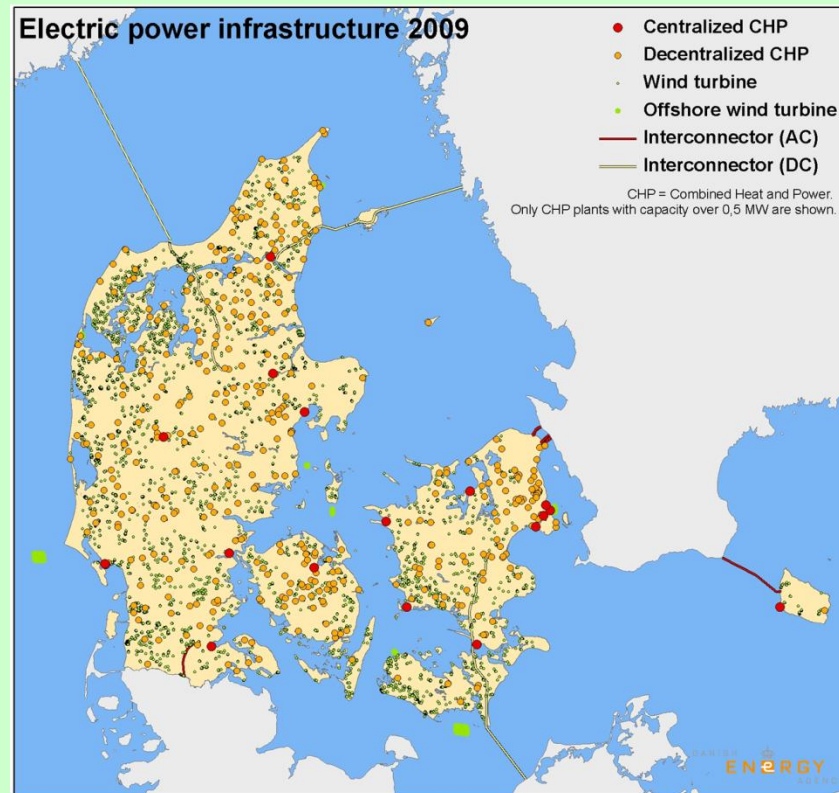 Electric power infrastructure 2009
Centralized CHP
Decentralized CHP
Wind turbine
Offshore wind turbine
Interconnector (AC)
Interconnector (DC)
CHP = Combined Heat and Power.
Only CHP plants with capacity over 0,5 MW are shown.
ENeRGY